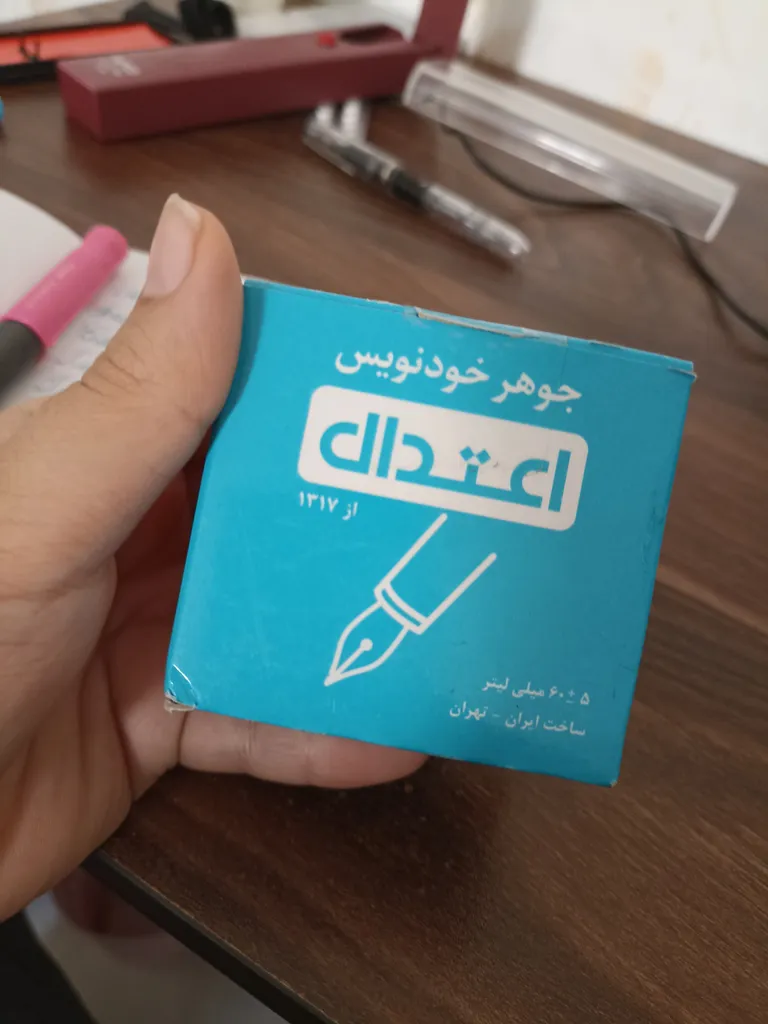 جوهر خودنویس
اعتدال
از ۱۳۱۷
۶۰±۵ میلی لیتر
ساخت ایران - تهران